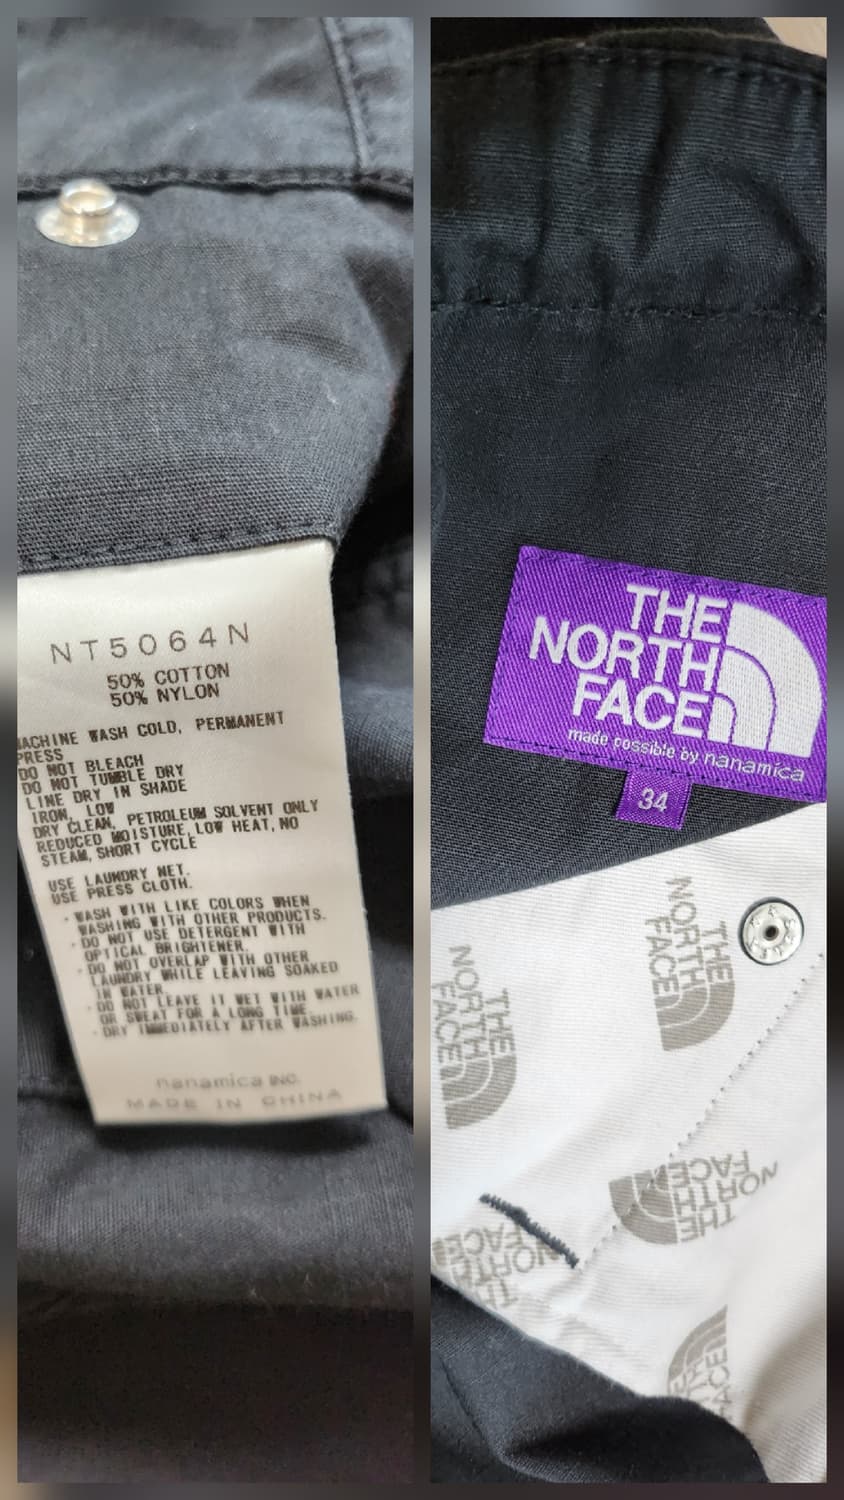 NT5064N
50% COTTON
50% NYLON
MACHINE WASH COLD, PERMANENT
PRESS
DO NOT BLEACH
DO NOT TUMBLE DRY
LINE DRY IN SHADE
IRON, LOW
DRY CLEAN, PETROLEUM SOLVENT ONLY
REDUCED MOISTURE, LOW HEAT, NO
STEAM, SHORT CYCLE
USE LAUNDRY NET.
USE PRESS CLOTH.
· WASH WITH LIKE COLORS WHEN
WASHING WITH OTHER PRODUCTS.
· DO NOT USE DETERGENT WITH
OPTICAL BRIGHTENER.
· DO NOT OVERLAP WITH OTHER
LAUNDRY WHILE LEAVING SOAKED
IN WATER.
· DO NOT LEAVE IT WET WITH WATER
OR SWEAT FOR A LONG TIME.
· DRY IMMEDIATELY AFTER WASHING.
nanamica INC.
MADE IN CHINA
THE
NORTH
FACE
made possible by nanamica
34
THE
NORTH
FACE
THE
NORTH
FACE
THE
NORTH
FACE
THE
NORTH
FACE